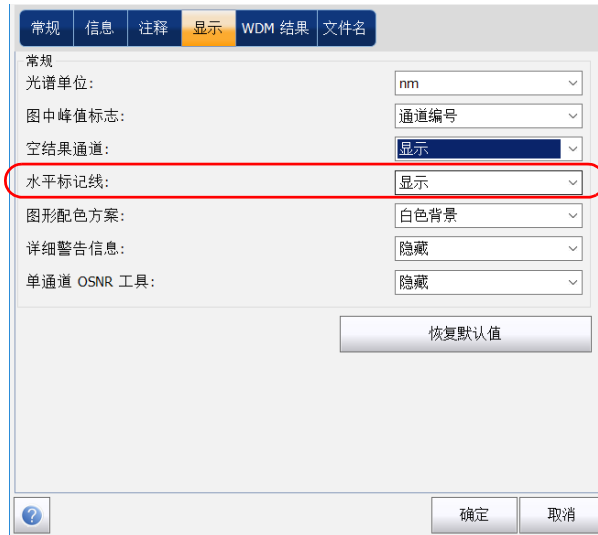 常规 信息 注释 显示 WDM 结果 文件名
常规
光谱单位: nm
图中峰值标志: 通道编号
空结果通道: 显示
水平标记线: 显示
图形配色方案: 白色背景
详细警告信息: 隐藏
单通道 OSNR 工具: 隐藏
恢复默认值
? 确定 取消